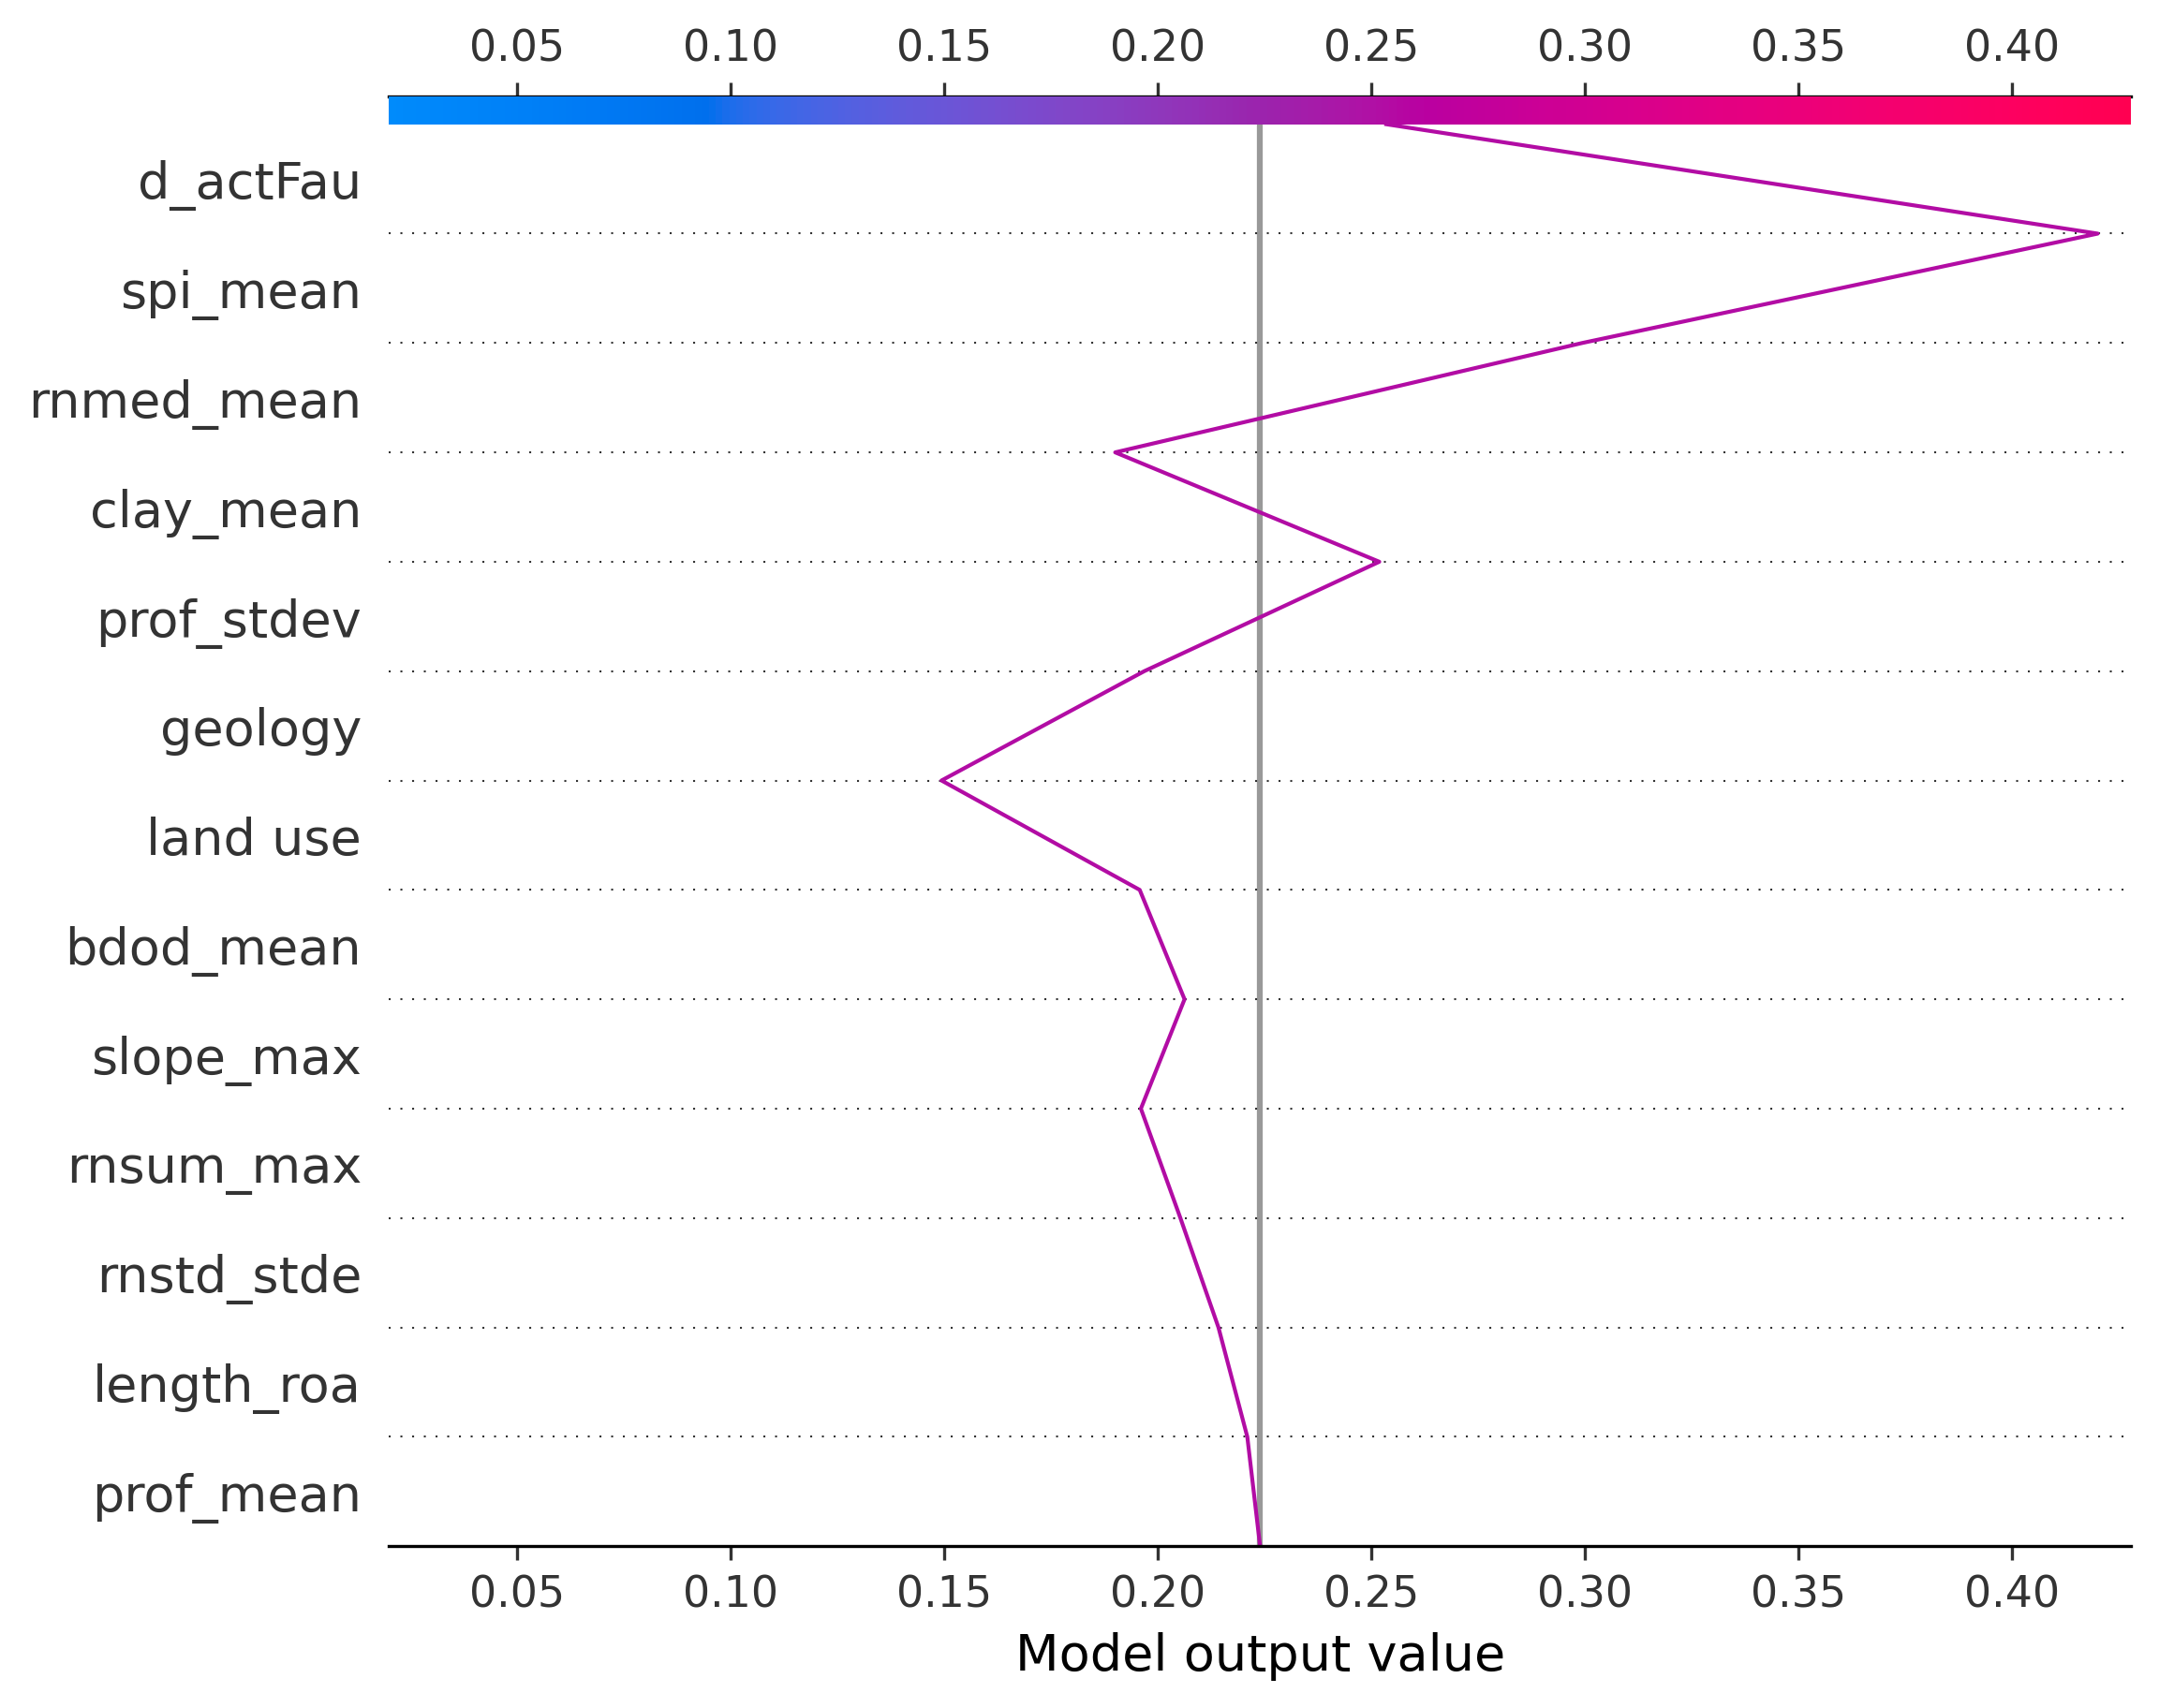 0.05 0.10 0.15 0.20 0.25 0.30 0.35 0.40
d_actFau
spi_mean
rnmed_mean
clay_mean
prof_stdev
geology
land use
bdod_mean
slope_max
rnsum_max
rnstd_stde
length_roa
prof_mean
0.05 0.10 0.15 0.20 0.25 0.30 0.35 0.40
Model output value